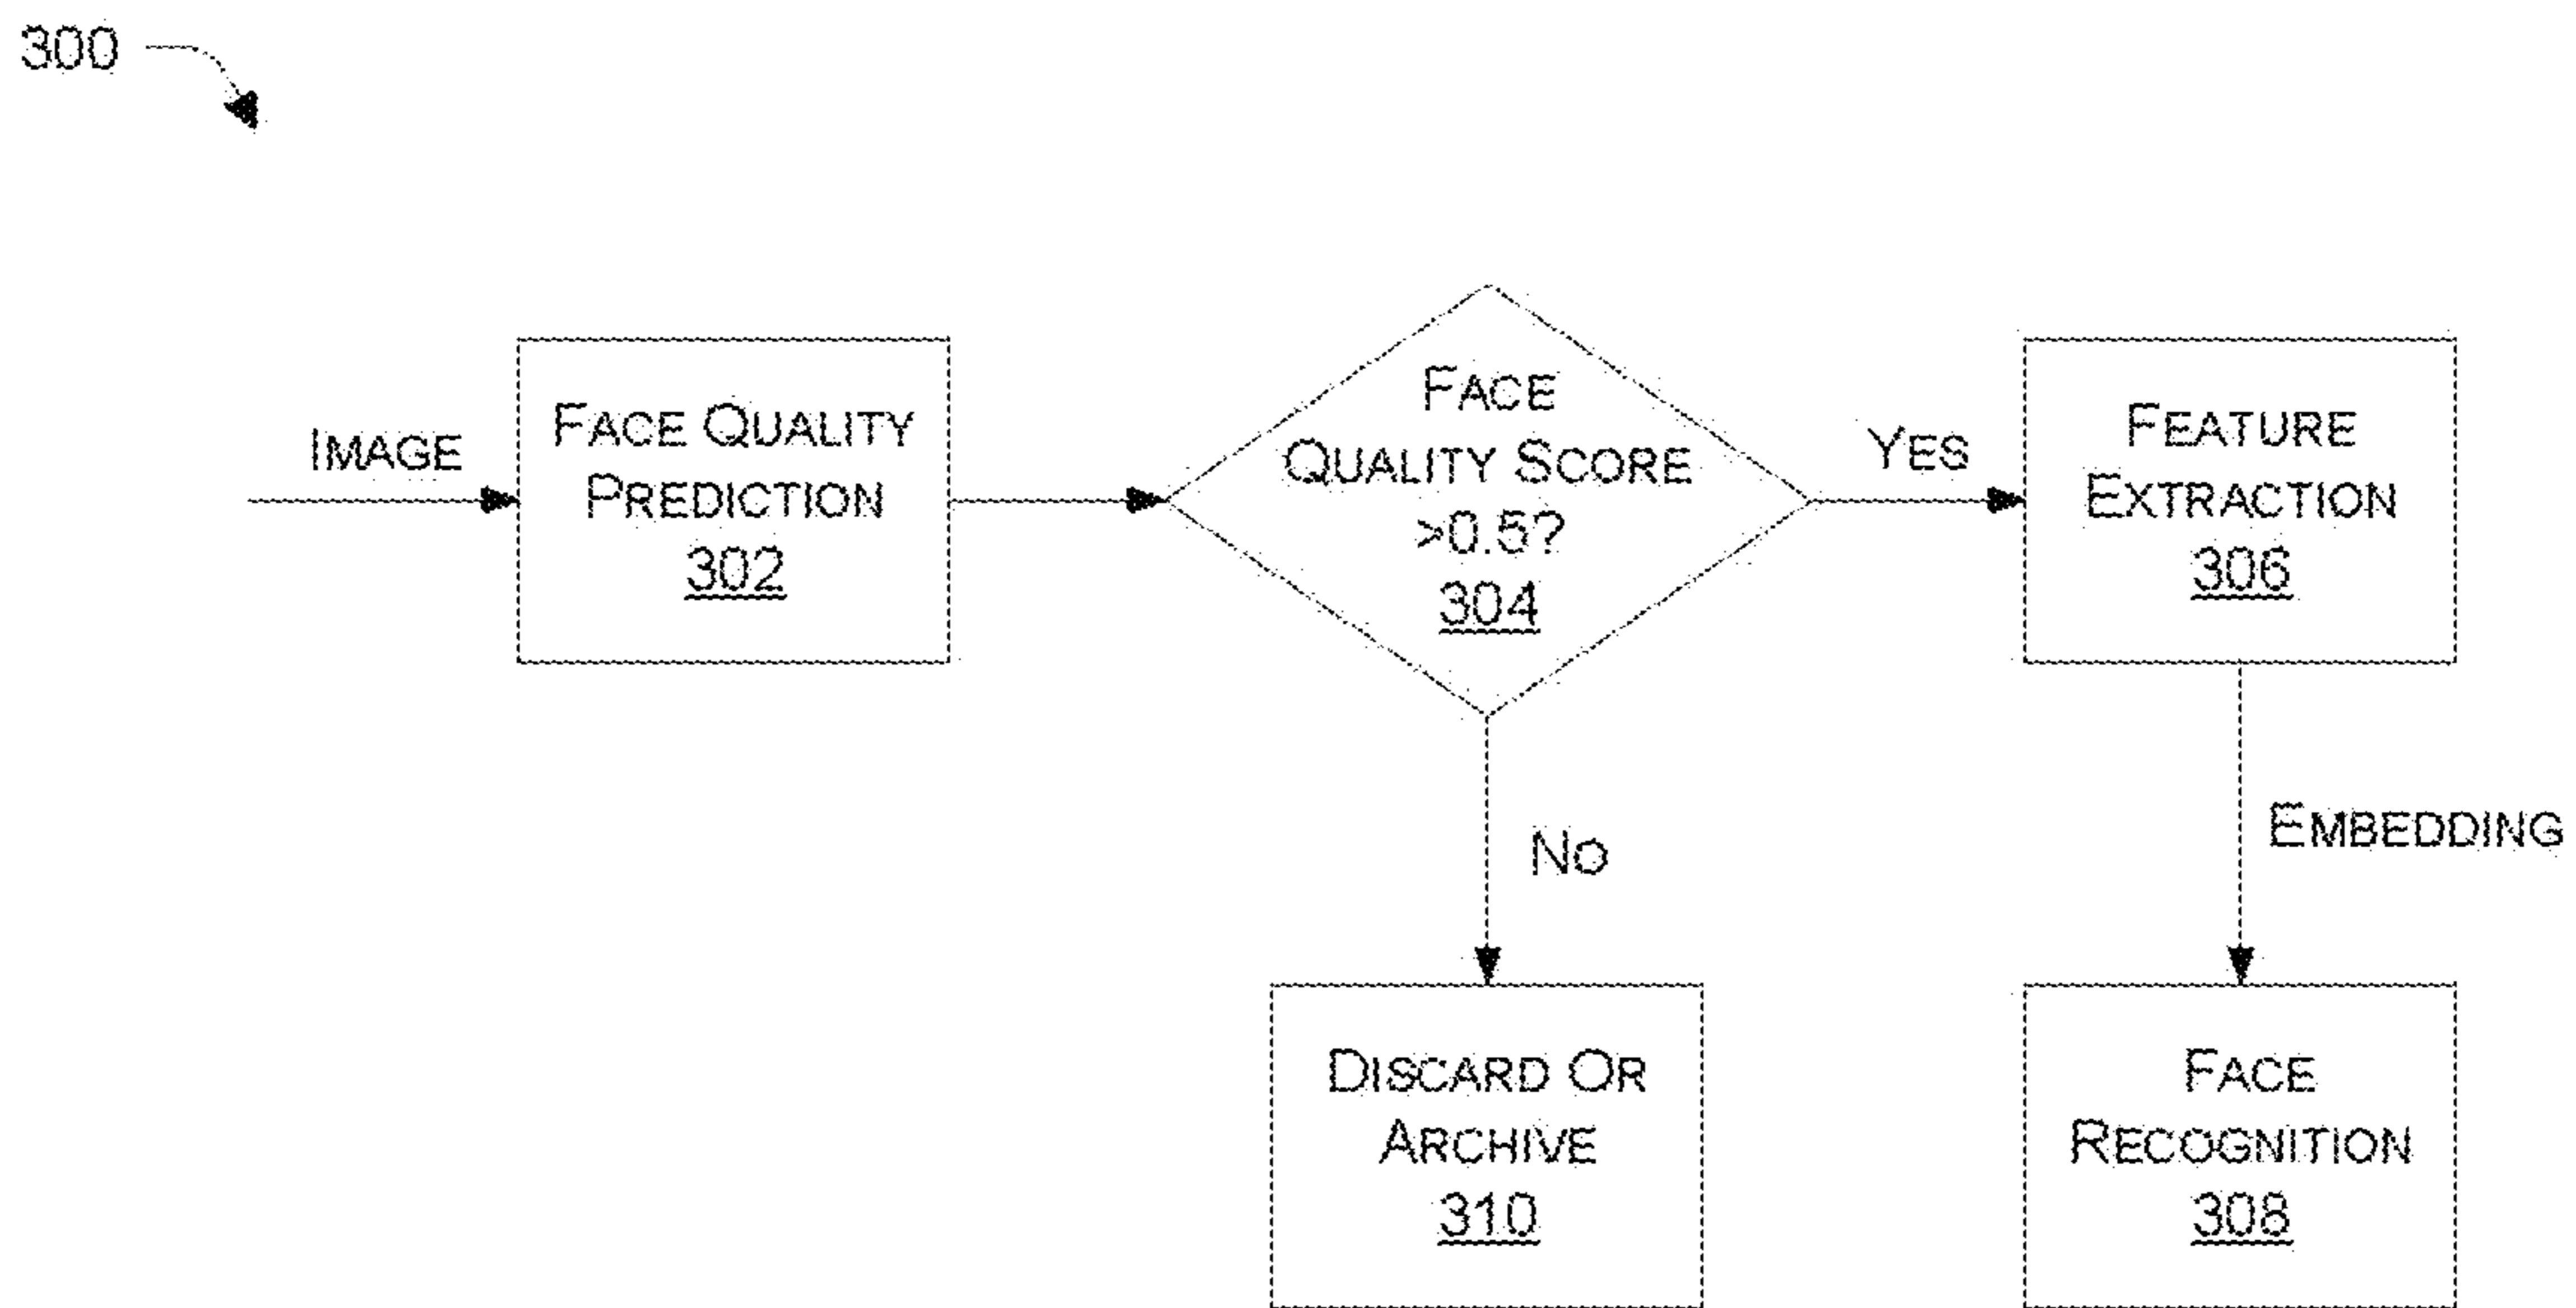 300
IMAGE
FACE QUALITY
PREDICTION
302
FACE
QUALITY SCORE
>0.5?
304
YES
FEATURE
EXTRACTION
306
NO
EMBEDDING
DISCARD OR
ARCHIVE
310
FACE
RECOGNITION
308